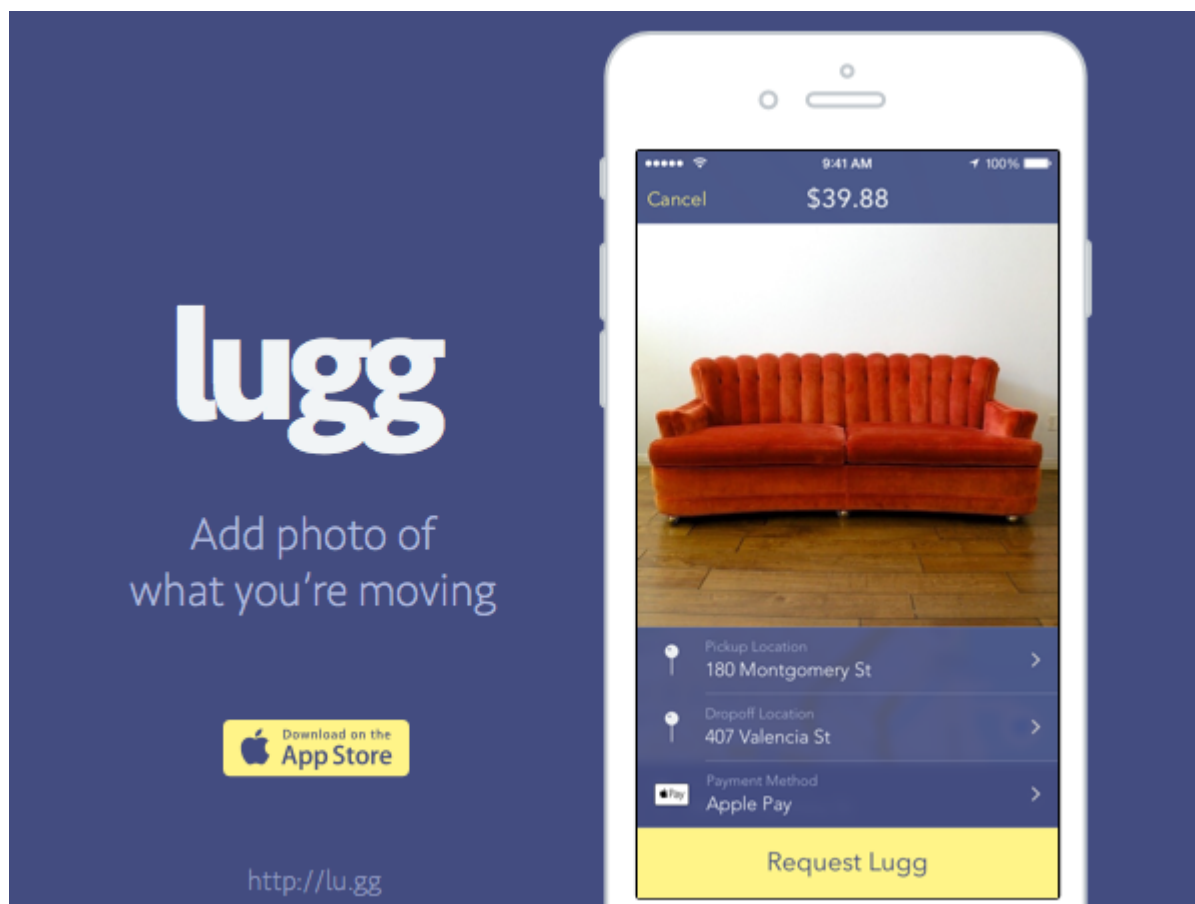 lugg
Add photo of
what you're moving
Download on the
App Store
http://lu.gg
9:41 AM
100%
Cancel
$39.88
Pickup Location
180 Montgomery St
Dropoff Location
407 Valencia St
Pay
Payment Method
Apple Pay
Request Lugg